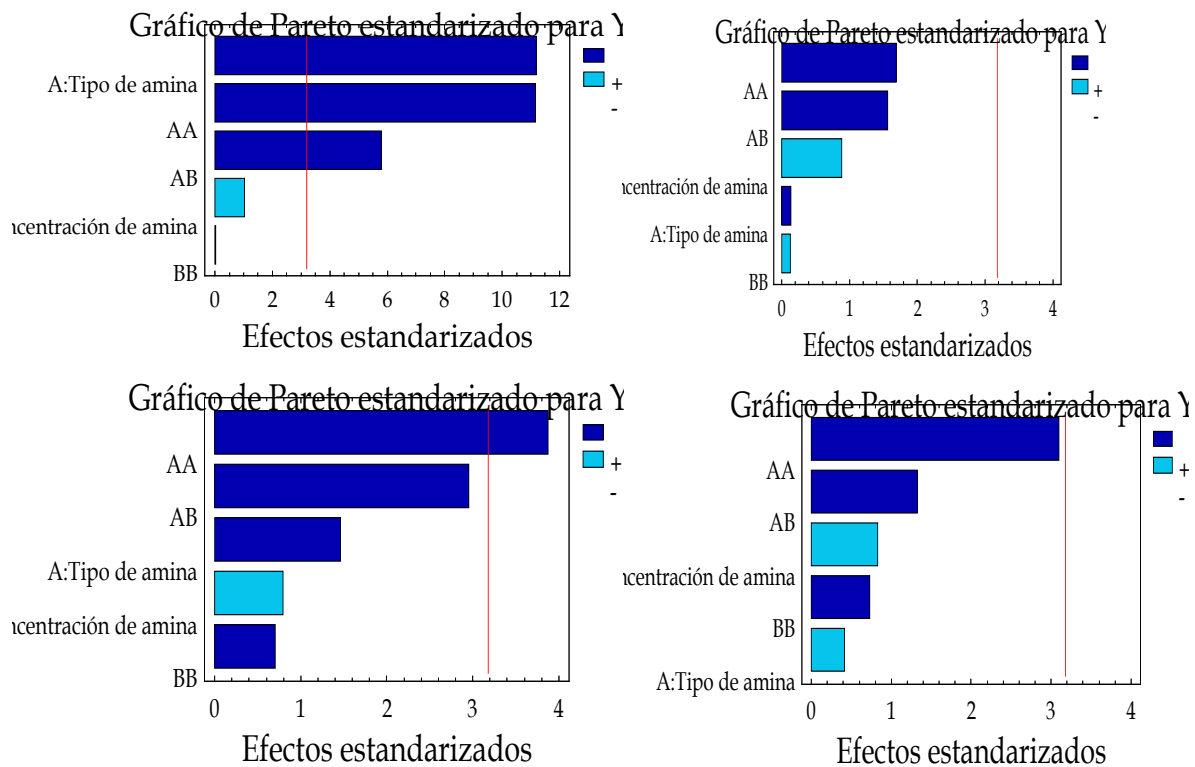 Gráfico de Pareto estandarizado para Y
+
-
A:Tipo de amina
AA
AB
ncentración de amina
BB
0 2 4 6 8 10 12
Efectos estandarizados
Gráfico de Pareto estandarizado para Y
+
-
AA
AB
ncentración de amina
A:Tipo de amina
BB
0 1 2 3 4
Efectos estandarizados
Gráfico de Pareto estandarizado para Y
+
-
AA
AB
A:Tipo de amina
ncentración de amina
BB
0 1 2 3 4
Efectos estandarizados
Gráfico de Pareto estandarizado para Y
+
-
AA
AB
ncentración de amina
BB
A:Tipo de amina
0 1 2 3 4
Efectos estandarizados